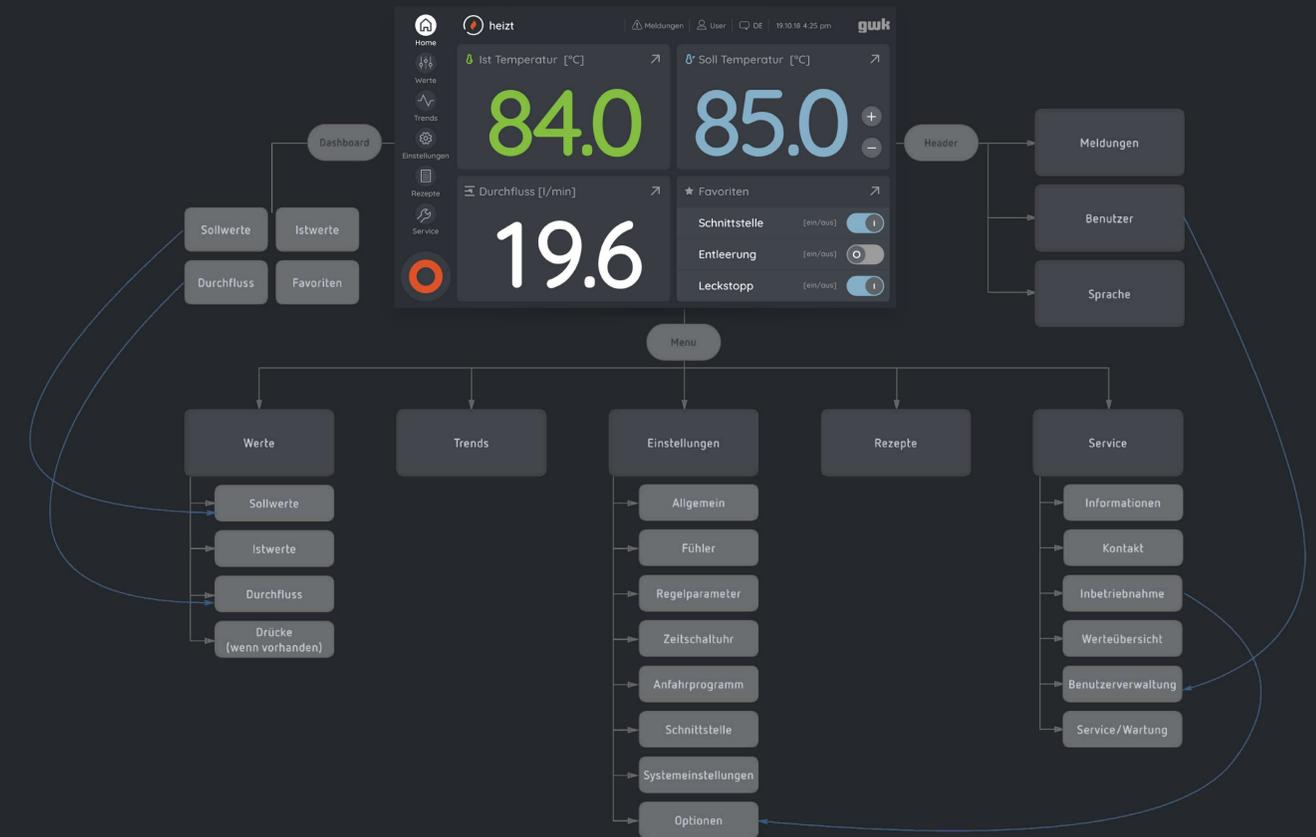 heizt
Meldungen
User
DE
19.10.18 4:25 pm
gwk
Home
Werte
Trends
Einstellungen
Rezepte
Service
Ist Temperatur [°C]
84.0
Soll Temperatur [°C]
85.0
+
−
Durchfluss [l/min]
19.6
Favoriten
Schnittstelle [ein/aus] I
Entleerung [ein/aus] O
Leckstopp [ein/aus] I
Dashboard
Sollwerte
Istwerte
Durchfluss
Favoriten
Header
Meldungen
Benutzer
Sprache
Menu
Werte
Sollwerte
Istwerte
Durchfluss
Drücke
(wenn vorhanden)
Trends
Einstellungen
Allgemein
Fühler
Regelparameter
Zeitschaltuhr
Anfahrprogramm
Schnittstelle
Systemeinstellungen
Optionen
Rezepte
Service
Informationen
Kontakt
Inbetriebnahme
Werteübersicht
Benutzerverwaltung
Service/Wartung